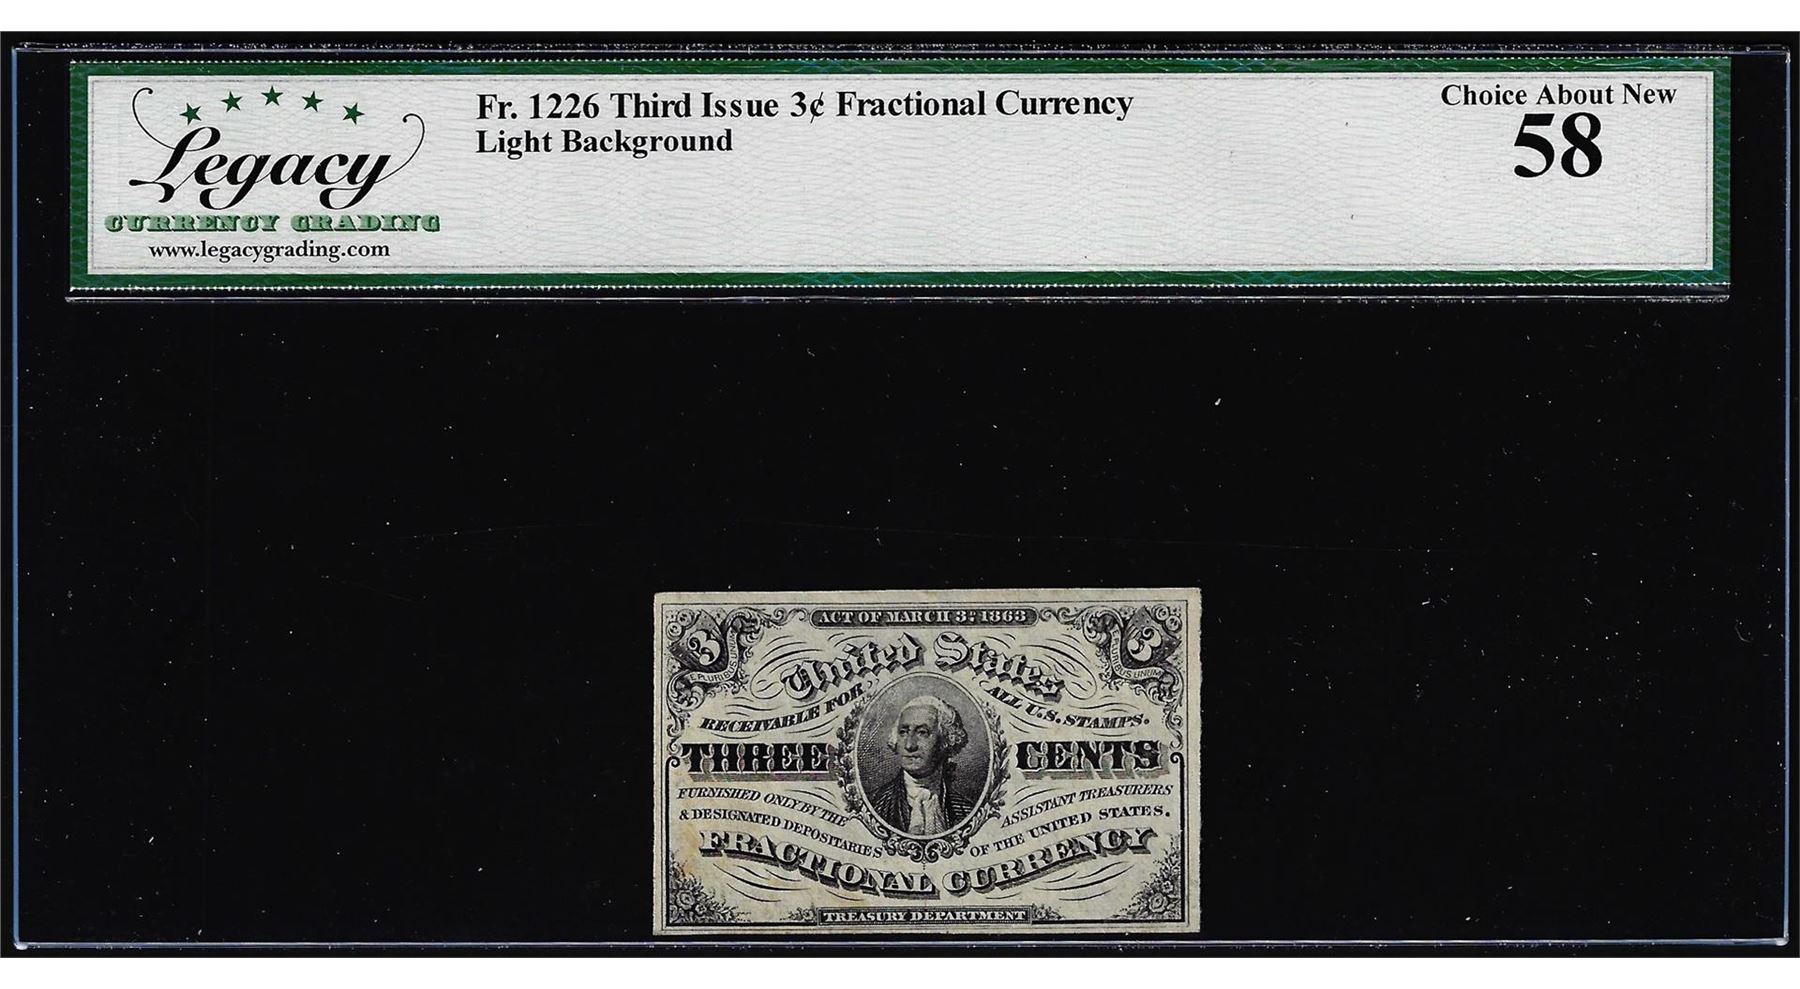 Legacy
CURRENCY GRADING
www.legacygrading.com
Fr. 1226 Third Issue 3¢ Fractional Currency
Light Background
Choice About New
58
ACT OF MARCH 3D 1863
3
3
E PLURIBUS UNUM
E PLURIBUS UNUM
United States
RECEIVABLE FOR ALL U.S. STAMPS.
THREE CENTS
FURNISHED ONLY BY THE ASSISTANT TREASURERS
& DESIGNATED DEPOSITARIES OF THE UNITED STATES.
FRACTIONAL CURRENCY
TREASURY DEPARTMENT